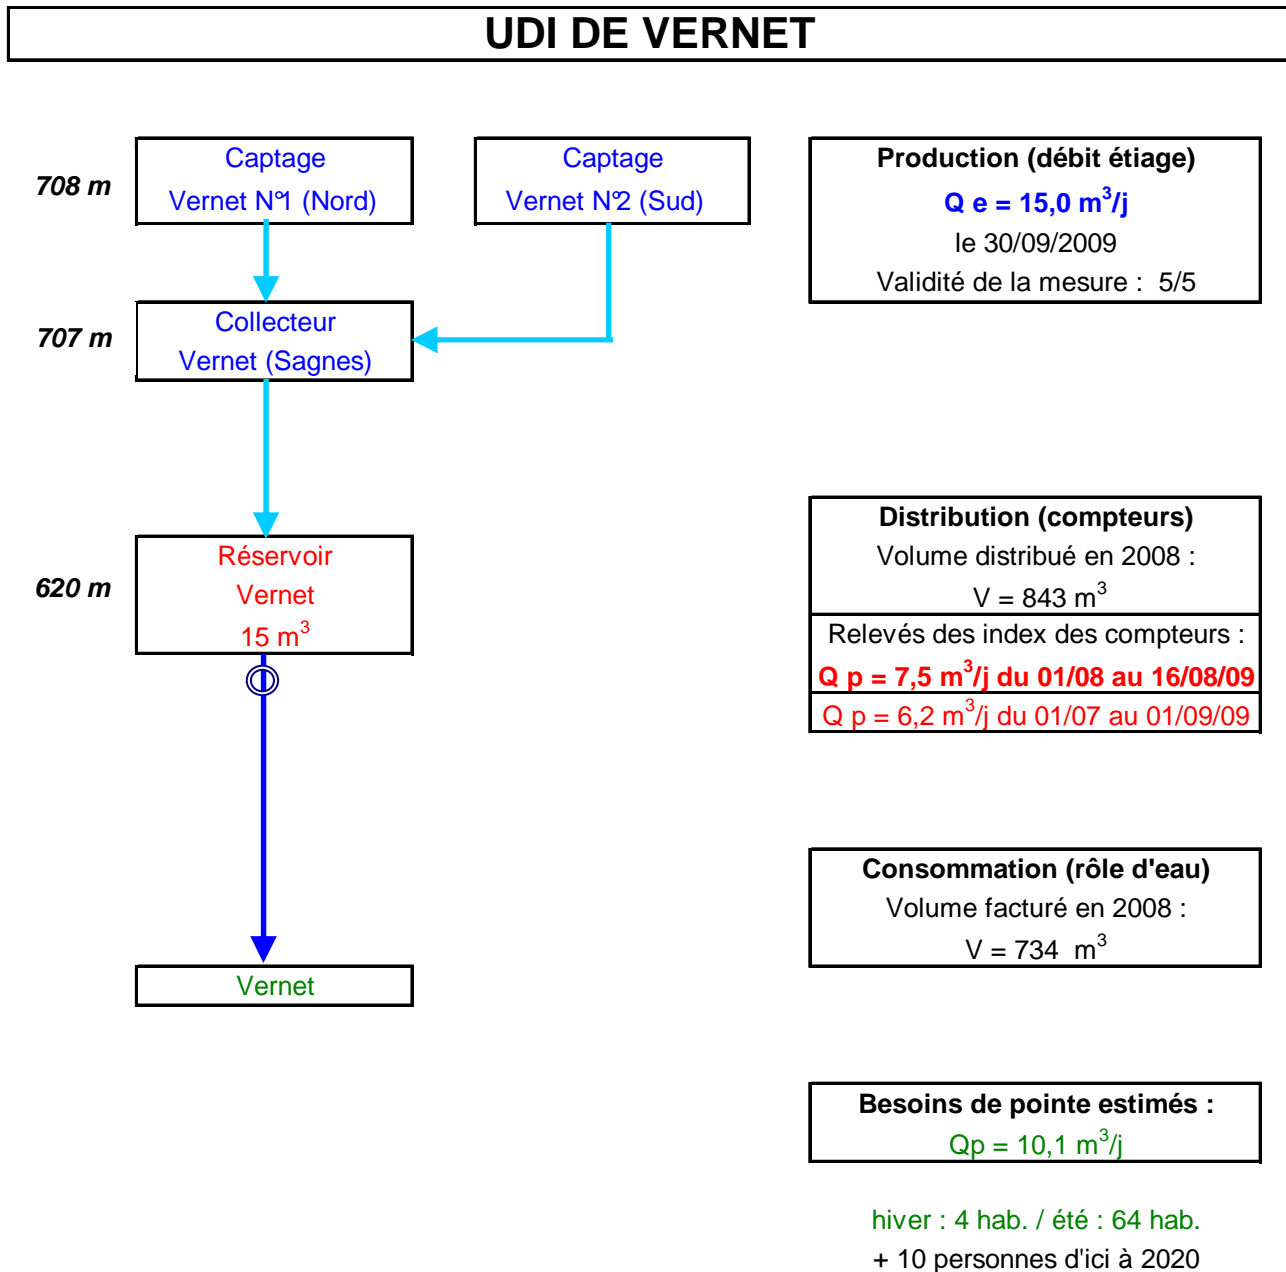 UDI DE VERNET
708 m
Captage
Vernet N°1 (Nord)
Captage
Vernet N°2 (Sud)
Production (débit étiage)
Q e = 15,0 m³/j
le 30/09/2009
Validité de la mesure : 5/5
707 m
Collecteur
Vernet (Sagnes)
620 m
Réservoir
Vernet
15 m³
Distribution (compteurs)
Volume distribué en 2008 :
V = 843 m³
Relevés des index des compteurs :
Q p = 7,5 m³/j du 01/08 au 16/08/09
Q p = 6,2 m³/j du 01/07 au 01/09/09
Consommation (rôle d'eau)
Volume facturé en 2008 :
V = 734 m³
Vernet
Besoins de pointe estimés :
Qp = 10,1 m³/j
hiver : 4 hab. / été : 64 hab.
+ 10 personnes d'ici à 2020